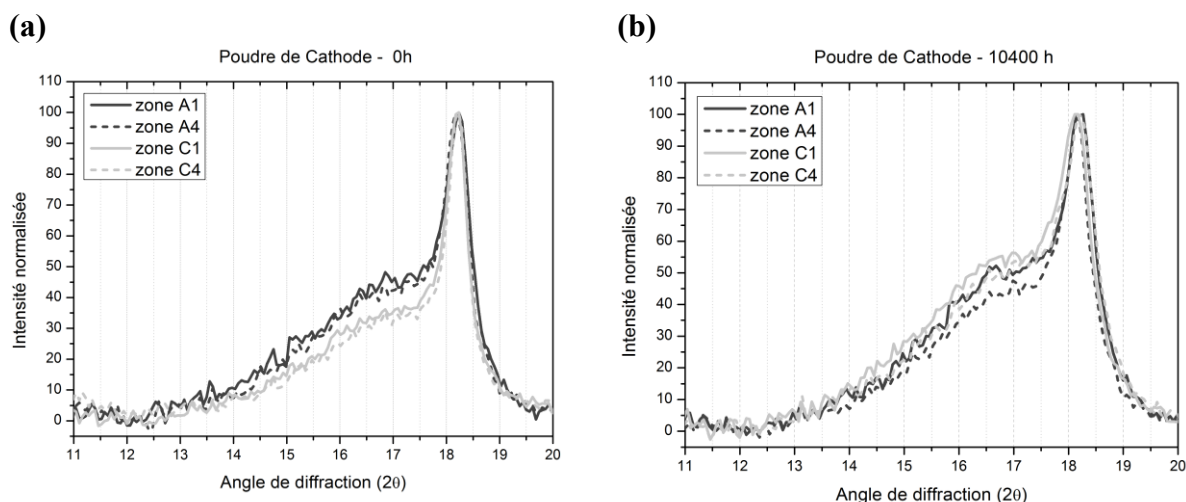 (a)
Poudre de Cathode - 0h
110
100
90
80
70
60
50
40
30
20
10
0
Intensité normalisée
zone A1
zone A4
zone C1
zone C4
11 12 13 14 15 16 17 18 19 20
Angle de diffraction (2θ)
(b)
Poudre de Cathode - 10400 h
110
100
90
80
70
60
50
40
30
20
10
0
Intensité normalisée
zone A1
zone A4
zone C1
zone C4
11 12 13 14 15 16 17 18 19 20
Angle de diffraction (2θ)